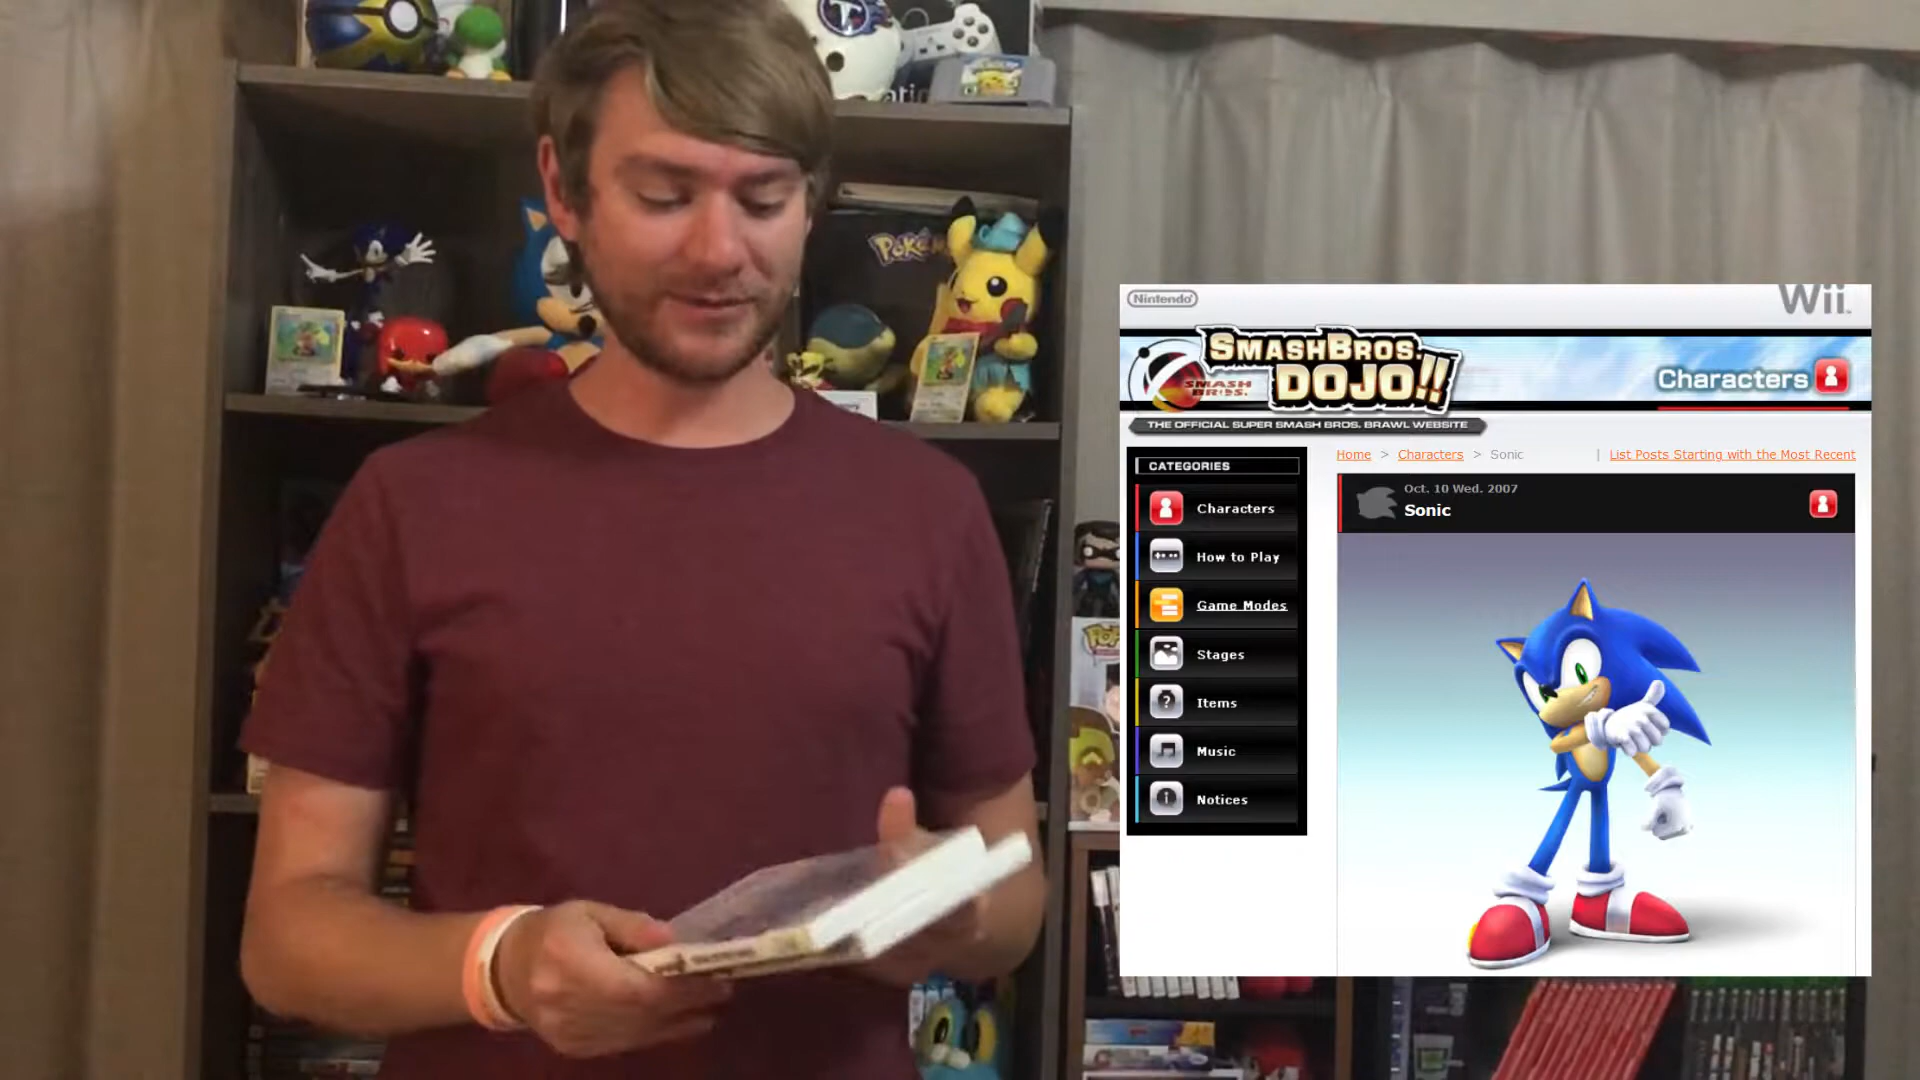 Nintendo
Wii
SMASH BROS.
SMASH BROS.
DOJO!!
Characters
THE OFFICIAL SUPER SMASH BROS. BRAWL WEBSITE
CATEGORIES
Home > Characters > Sonic | List Posts Starting with the Most Recent
Oct. 10 Wed. 2007
Sonic
Characters
How to Play
Game Modes
Stages
Items
Music
Notices
POKÉM
POP